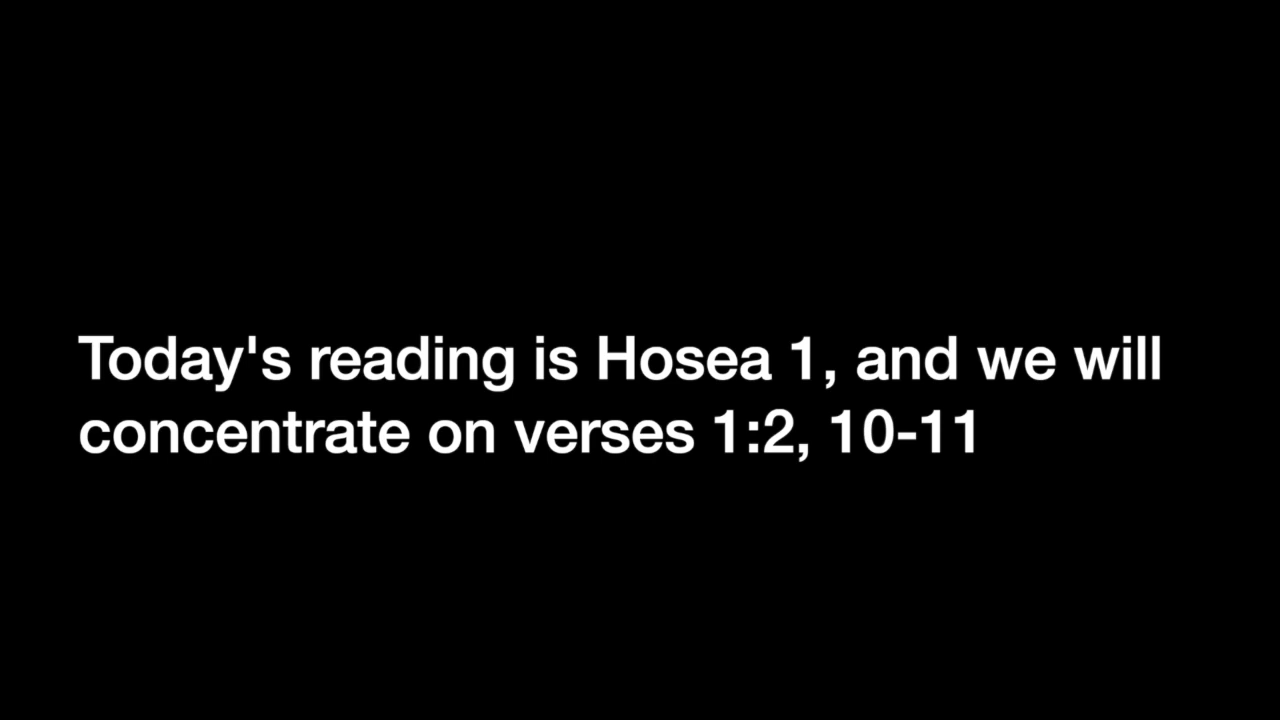 Today's reading is Hosea 1, and we will
concentrate on verses 1:2, 10-11